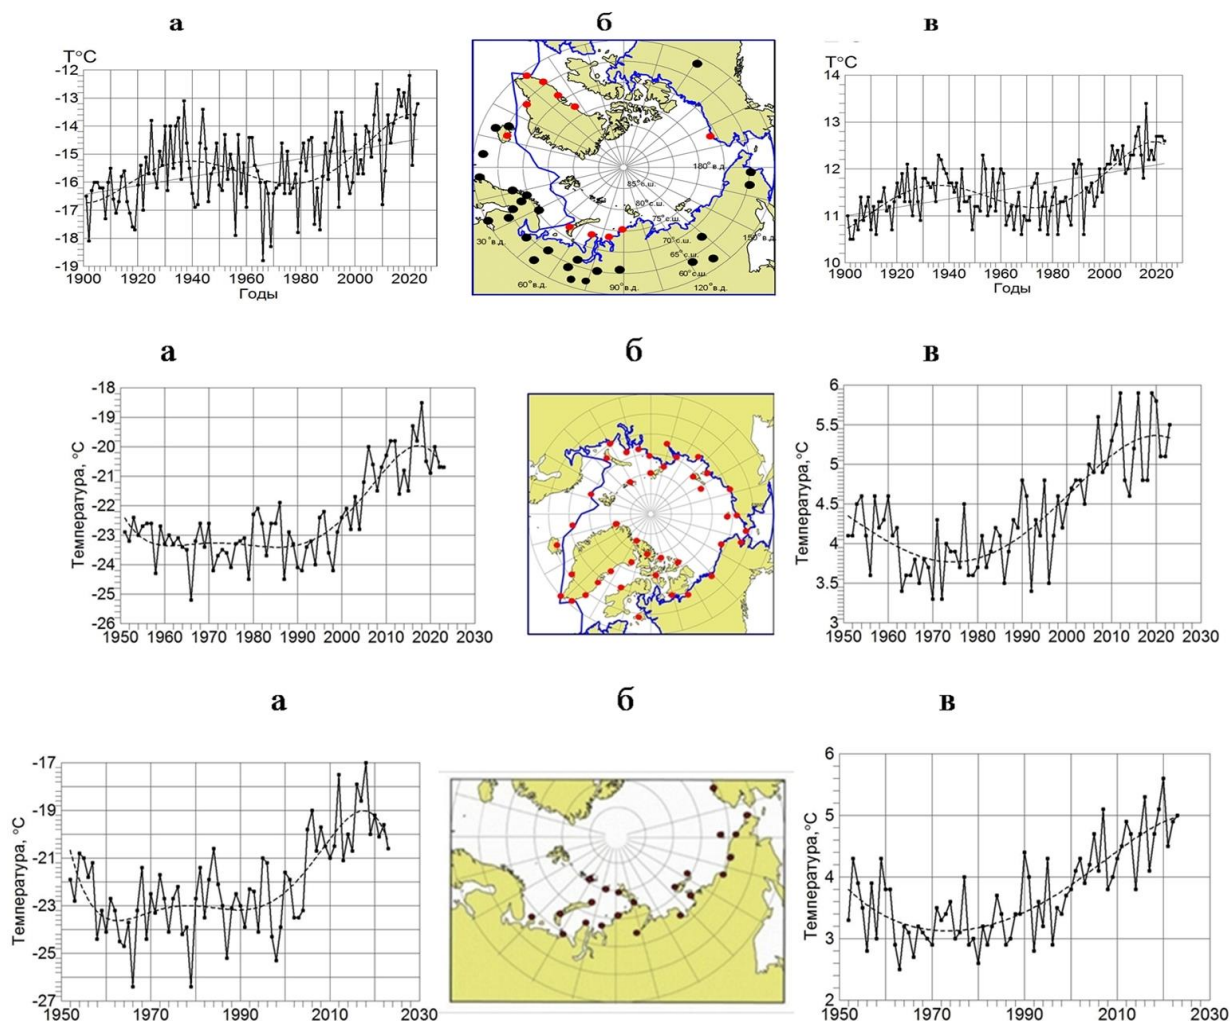 а б в
T°C
-12
-13
-14
-15
-16
-17
-18
-19
1900 1920 1940 1960 1980 2000 2020
Годы
85°с.ш.
80°с.ш.
75°с.ш.
70°с.ш.
65°с.ш.
60°с.ш.
180°в.д.
150°в.д.
30°в.д.
60°в.д.
90°в.д.
120°в.д.
T°C
14
13
12
11
10
1900 1920 1940 1960 1980 2000 2020
Годы
а б в
Температура,°C
-18
-19
-20
-21
-22
-23
-24
-25
-26
1950 1960 1970 1980 1990 2000 2010 2020 2030
Температура,°C
6
5.5
5
4.5
4
3.5
3
1950 1960 1970 1980 1990 2000 2010 2020 2030
а б в
Температура, °C
-17
-19
-21
-23
-25
-27
1950 1970 1990 2010 2030
Температура,°C
6
5
4
3
2
1950 1970 1990 2010 2030